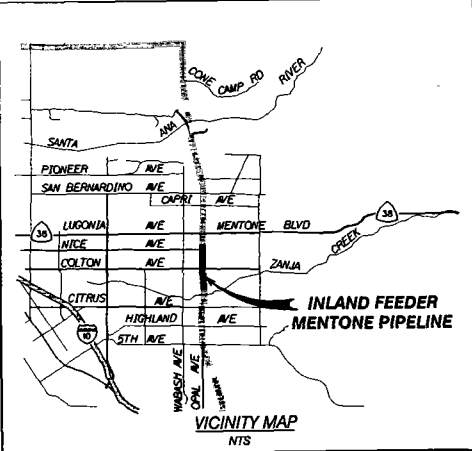 CONE CAMP RD
RIVER
ANA
SANTA
PIONEER AVE
SAN BERNARDINO AVE
CAPRI AVE
38
38 LUGONIA AVE MENTONE BLVD
NICE AVE
CREEK
COLTON AVE ZANJA
CITRUS AVE
INLAND FEEDER
MENTONE PIPELINE
HIGHLAND AVE
10
5TH AVE
WABASH AVE
OPAL AVE
VICINITY MAP
NTS